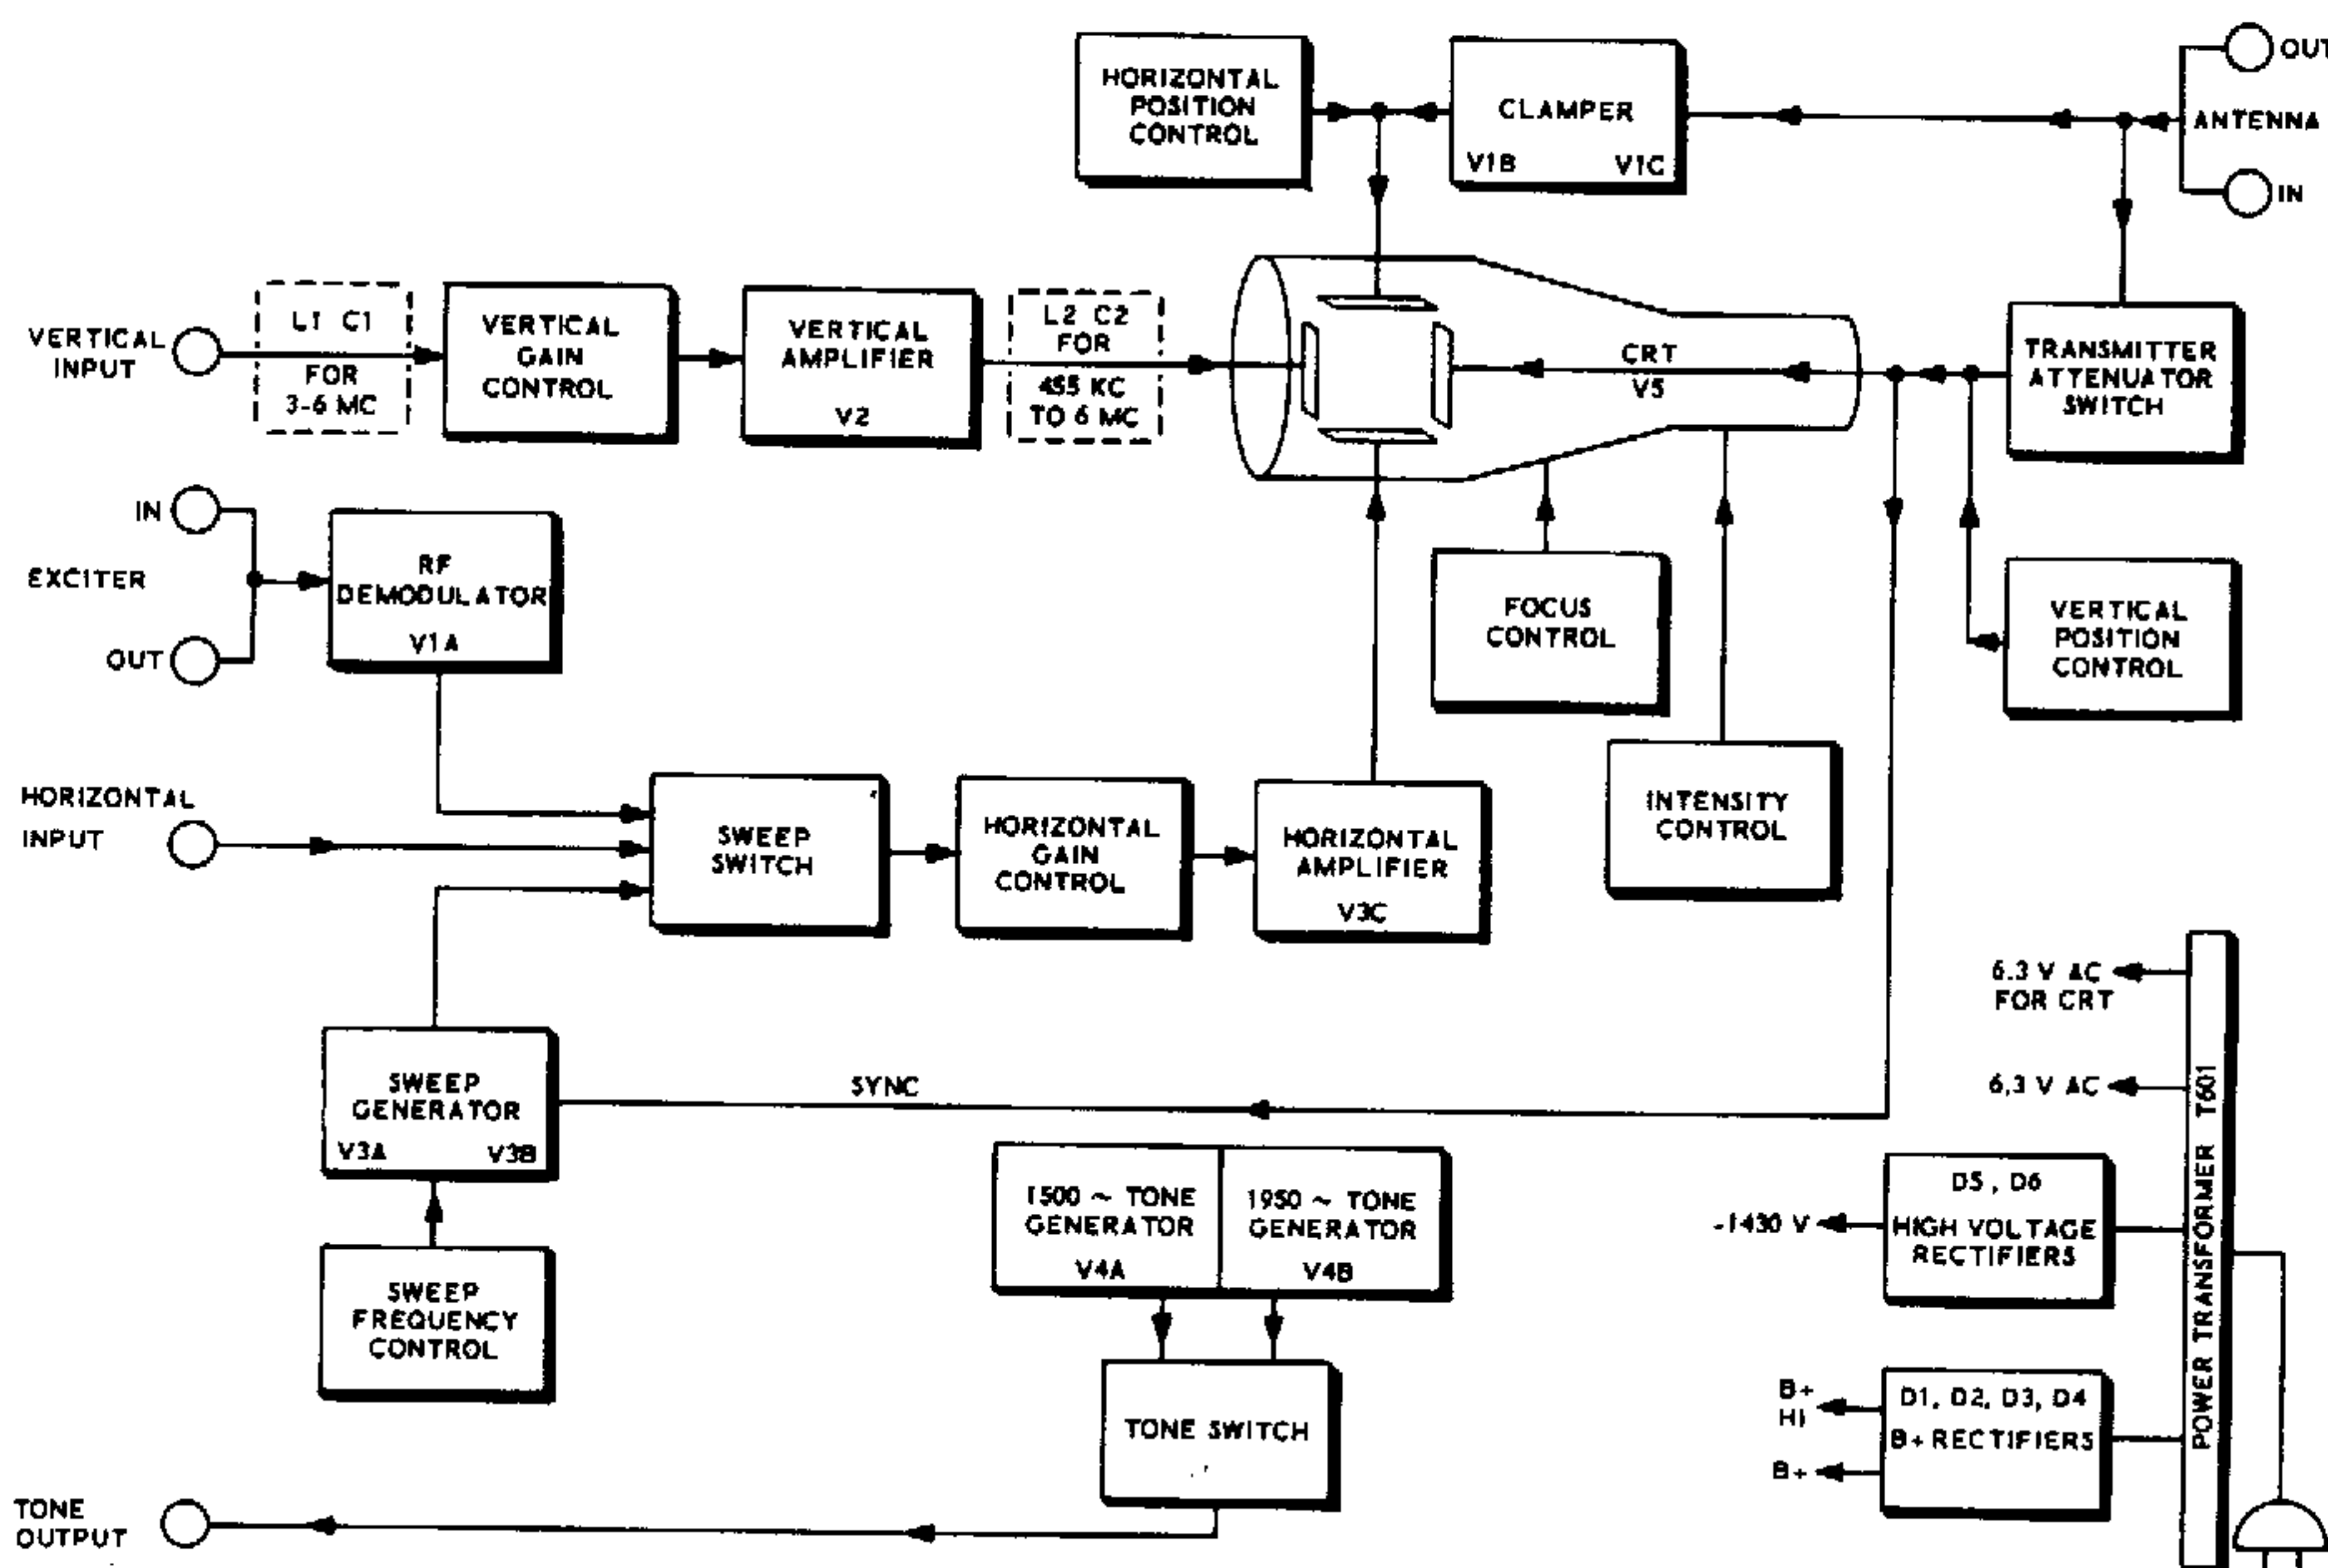 HORIZONTAL
POSITION
CONTROL
CLAMPER
V1B V1C
OUT
ANTENNA
IN
VERTICAL
INPUT
L1 C1
FOR
3-6 MC
VERTICAL
GAIN
CONTROL
VERTICAL
AMPLIFIER
V2
L2 C2
FOR
455 KC
TO 6 MC
CRT
V5
TRANSMITTER
ATTENUATOR
SWITCH
IN
EXCITER
OUT
RF
DEMODULATOR
V1A
FOCUS
CONTROL
VERTICAL
POSITION
CONTROL
HORIZONTAL
INPUT
SWEEP
SWITCH
HORIZONTAL
GAIN
CONTROL
HORIZONTAL
AMPLIFIER
V3C
INTENSITY
CONTROL
6.3 V AC
FOR CRT
6.3 V AC
POWER TRANSFORMER T601
SWEEP
GENERATOR
V3A V3B
SYNC
1500 ~ TONE
GENERATOR
V4A
1950 ~ TONE
GENERATOR
V4B
D5, D6
HIGH VOLTAGE
RECTIFIERS
-1430 V
SWEEP
FREQUENCY
CONTROL
TONE SWITCH
B+
HI
B+
D1, D2, D3, D4
B+ RECTIFIERS
TONE
OUTPUT